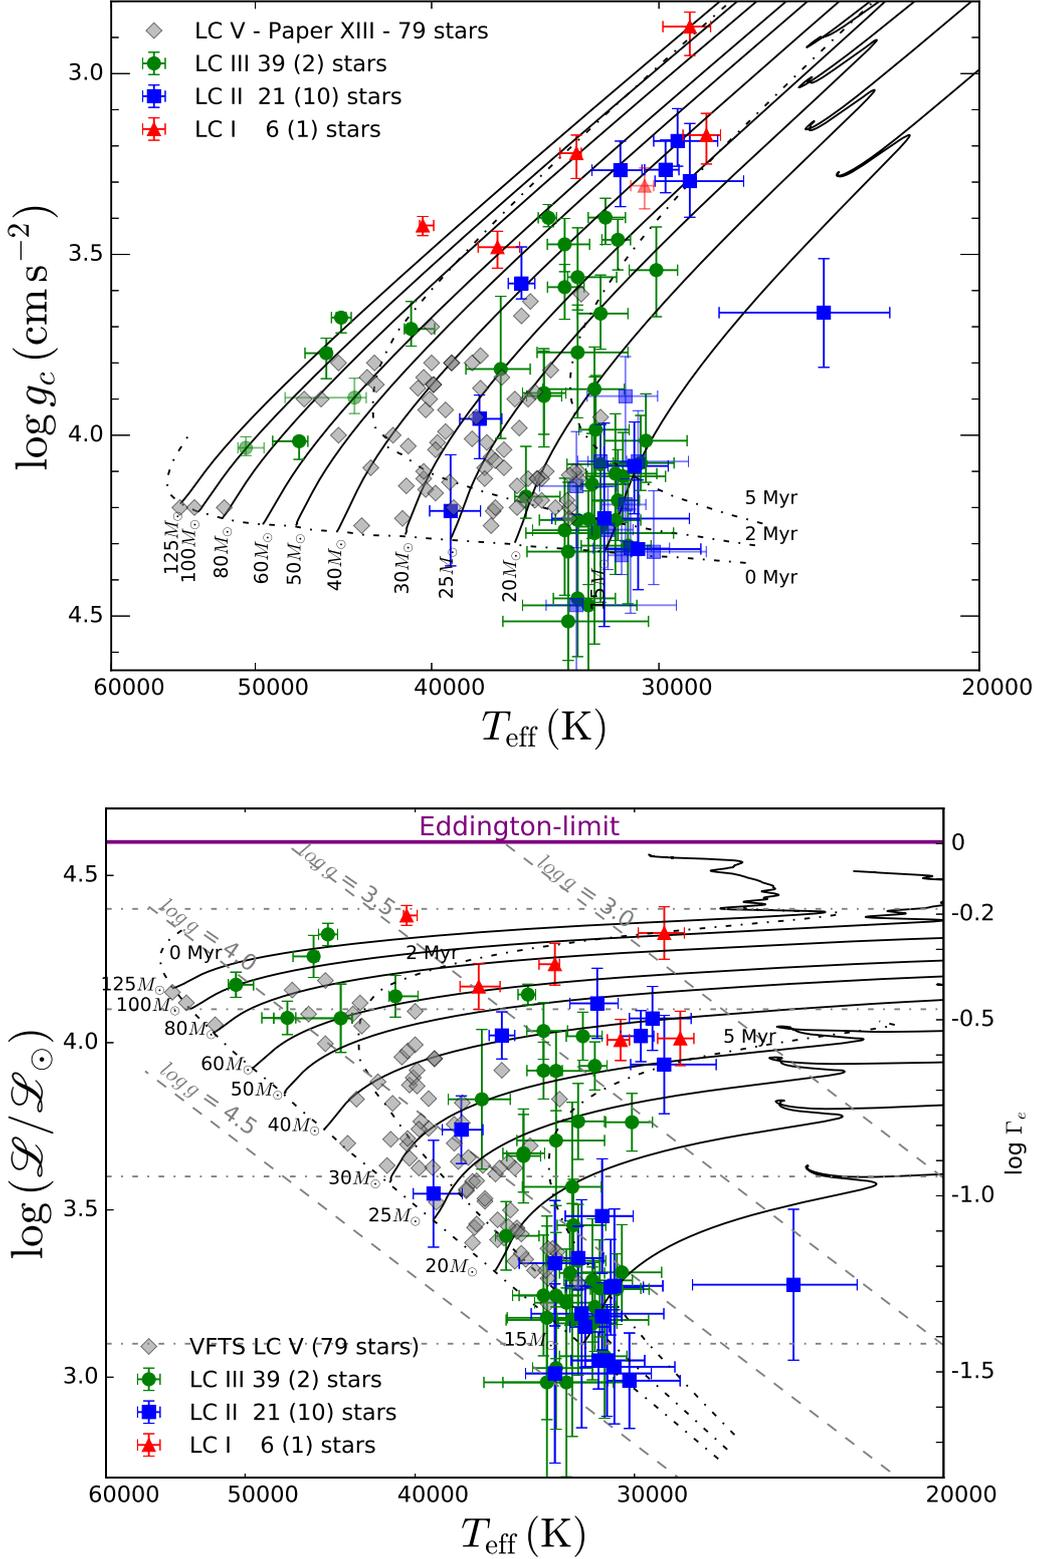 LC V - Paper XIII - 79 stars
LC III 39 (2) stars
LC II 21 (10) stars
LC I 6 (1) stars
3.0
3.5
4.0
4.5
log g_c (cm s⁻²)
125M⊙
100M⊙
80M⊙
60M⊙
50M⊙
40M⊙
30M⊙
25M⊙
20M⊙
15M
5 Myr
2 Myr
0 Myr
60000
50000
40000
30000
20000
T_eff (K)
Eddington-limit
0
-0.2
-0.5
-1.0
-1.5
log Γ_e
4.5
4.0
3.5
3.0
log (ℒ/ℒ⊙)
log g = 3.5
log g = 3.0
log g = 4.0
log g = 4.5
0 Myr
2 Myr
5 Myr
125M⊙
100M⊙
80M⊙
60M⊙
50M⊙
40M⊙
30M⊙
25M⊙
20M⊙
15M⊙
VFTS LC V (79 stars)
LC III 39 (2) stars
LC II 21 (10) stars
LC I 6 (1) stars
60000
50000
40000
30000
20000
T_eff (K)